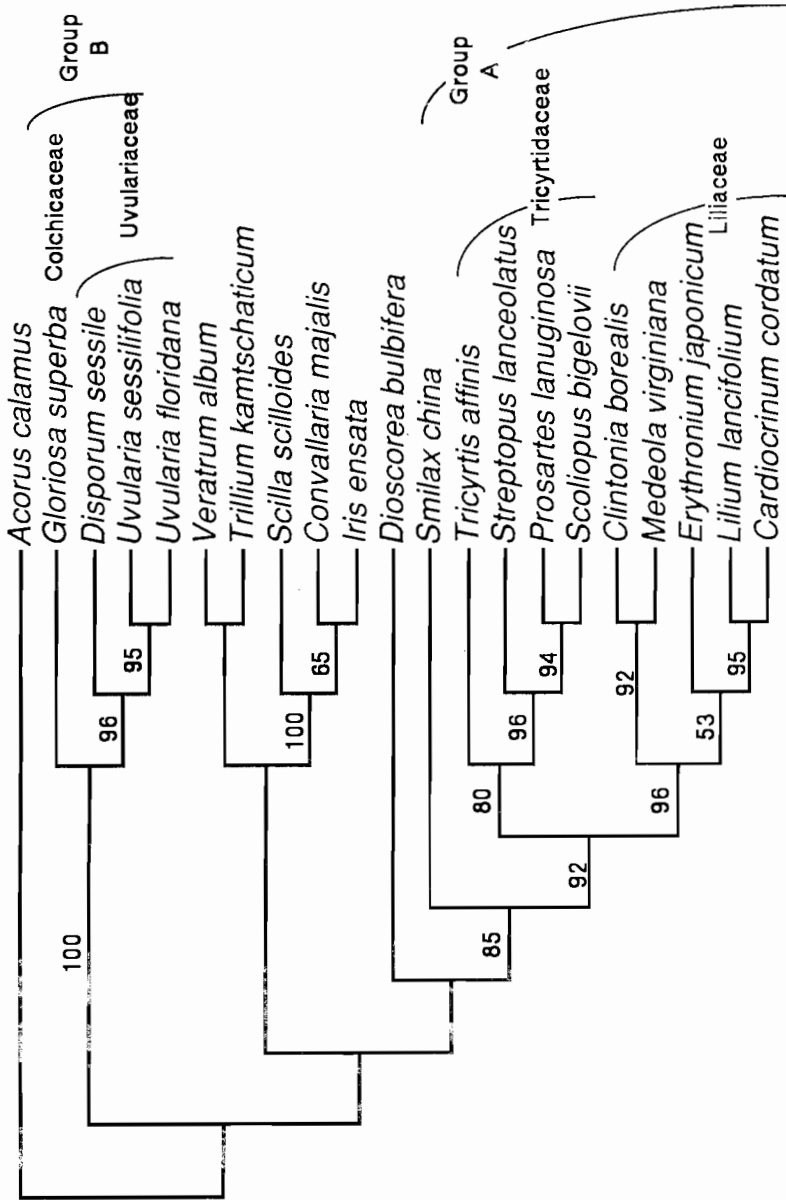 Acorus calamus
Gloriosa superba
Disporum sessile
Uvularia sessilifolia
Uvularia floridana
Veratrum album
Trillium kamtschaticum
Scilla scilloides
Convallaria majalis
Iris ensata
Dioscorea bulbifera
Smilax china
Tricyrtis affinis
Streptopus lanceolatus
Prosartes lanuginosa
Scoliopus bigelovii
Clintonia borealis
Medeola virginiana
Erythronium japonicum
Lilium lancifolium
Cardiocrinum cordatum
Colchicaceae
Uvulariaceae
Group
B
Tricyrtidaceae
Liliaceae
Group
A
100
96
95
100
65
85
92
80
96
94
96
92
53
95